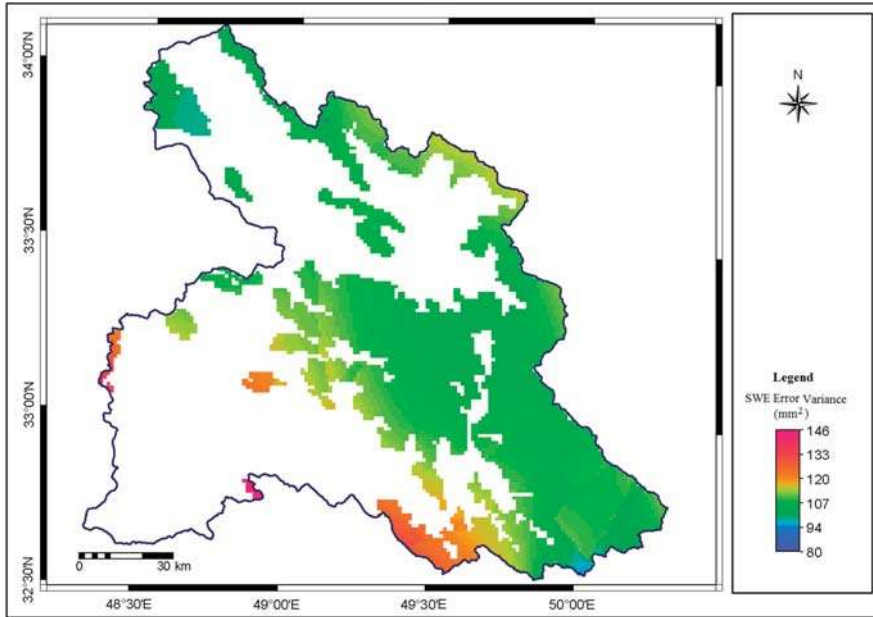 34°00'N
33°30'N
33°00'N
32°30'N
48°30'E
49°00'E
49°30'E
50°00'E
0
30 km
N
Legend
SWE Error Variance
(mm²)
146
133
120
107
94
80